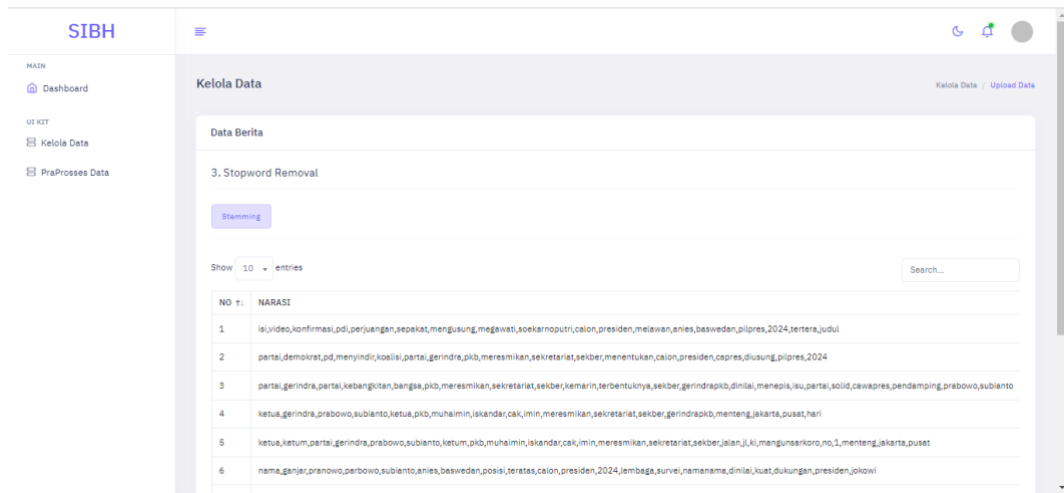 SIBH
MAIN
Dashboard
UI KIT
Kelola Data
PraProsses Data
Kelola Data
Kelola Data / Upload Data
Data Berita
3. Stopword Removal
Stemming
Show 10 entries
Search...
NO NARASI
1 isi,video,konfirmasi,pdi,perjuangan,sepakat,mengusung,megawati,soekarnoputri,calon,presiden,melawan,anies,baswedan,pilpres,2024,tertera,judul
2 partai,demokrat,pd,menyindir,koalisi,partai,gerindra,pkb,meresmikan,sekretariat,sekber,menentukan,calon,presiden,capres,diusung,pilpres,2024
3 partai,gerindra,partai,kebangkitan,bangsa,pkb,meresmikan,sekretariat,sekber,kemarin,terbentuknya,sekber,gerindrapkb,dinilai,menepis,isu,partai,solid,cawapres,pendamping,prabowo,subianto
4 ketua,gerindra,prabowo,subianto,ketua,pkb,muhaimin,iskandar,cak,imin,meresmikan,sekretariat,sekber,gerindrapkb,menteng,jakarta,pusat,hari
5 ketua,ketum,partai,gerindra,prabowo,subianto,ketum,pkb,muhaimin,iskandar,cak,imin,meresmikan,sekretariat,sekber,jalan,jl,ki,mangunsarkoro,no,1,menteng,jakarta,pusat
6 nama,ganjar,pranowo,parbowo,subianto,anies,baswedan,posisi,teratas,calon,presiden,2024,lembaga,survei,namanama,dinilai,kuat,dukungan,presiden,jokowi